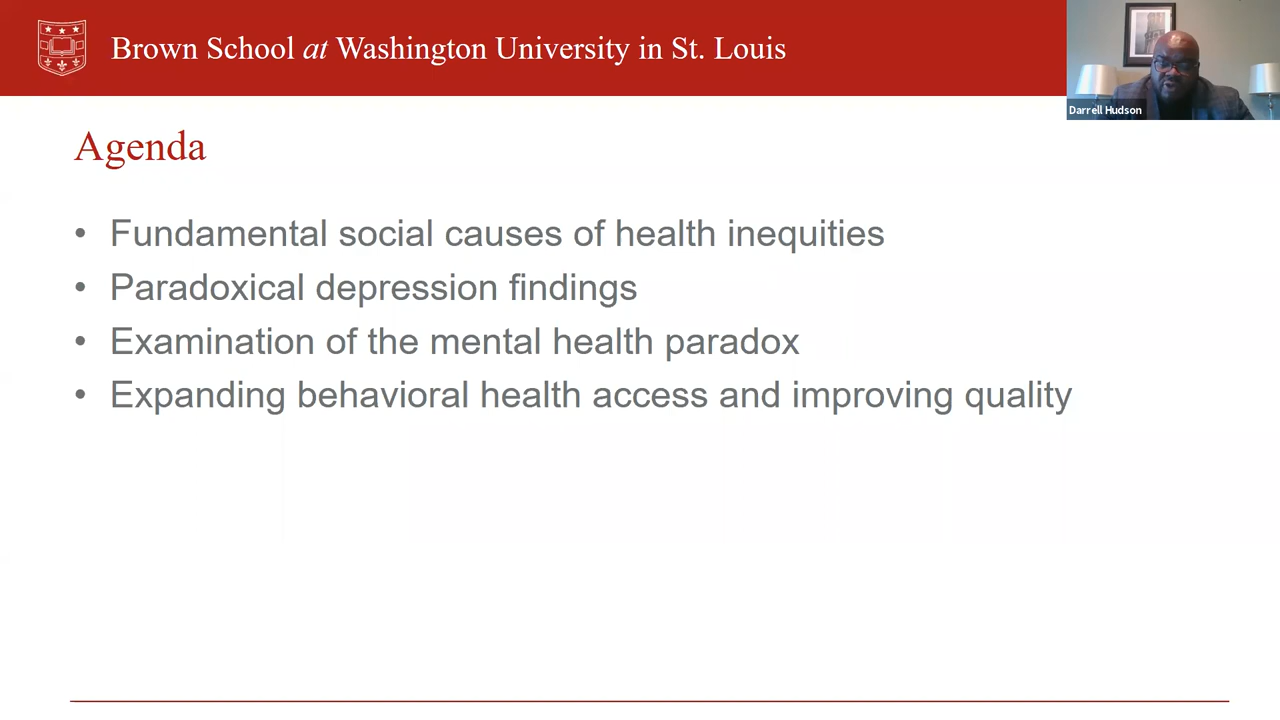 Brown School at Washington University in St. Louis
Darrell Hudson
Agenda
• Fundamental social causes of health inequities
• Paradoxical depression findings
• Examination of the mental health paradox
• Expanding behavioral health access and improving quality